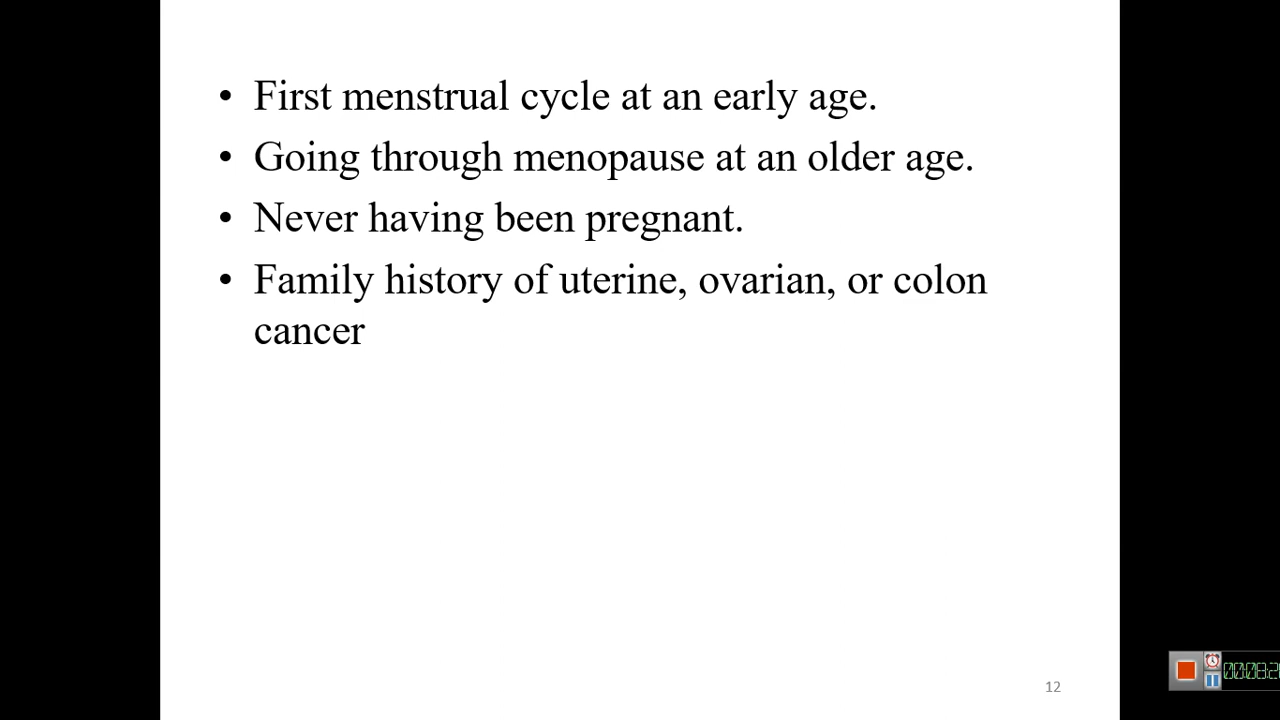 • First menstrual cycle at an early age.
• Going through menopause at an older age.
• Never having been pregnant.
• Family history of uterine, ovarian, or colon
cancer
12